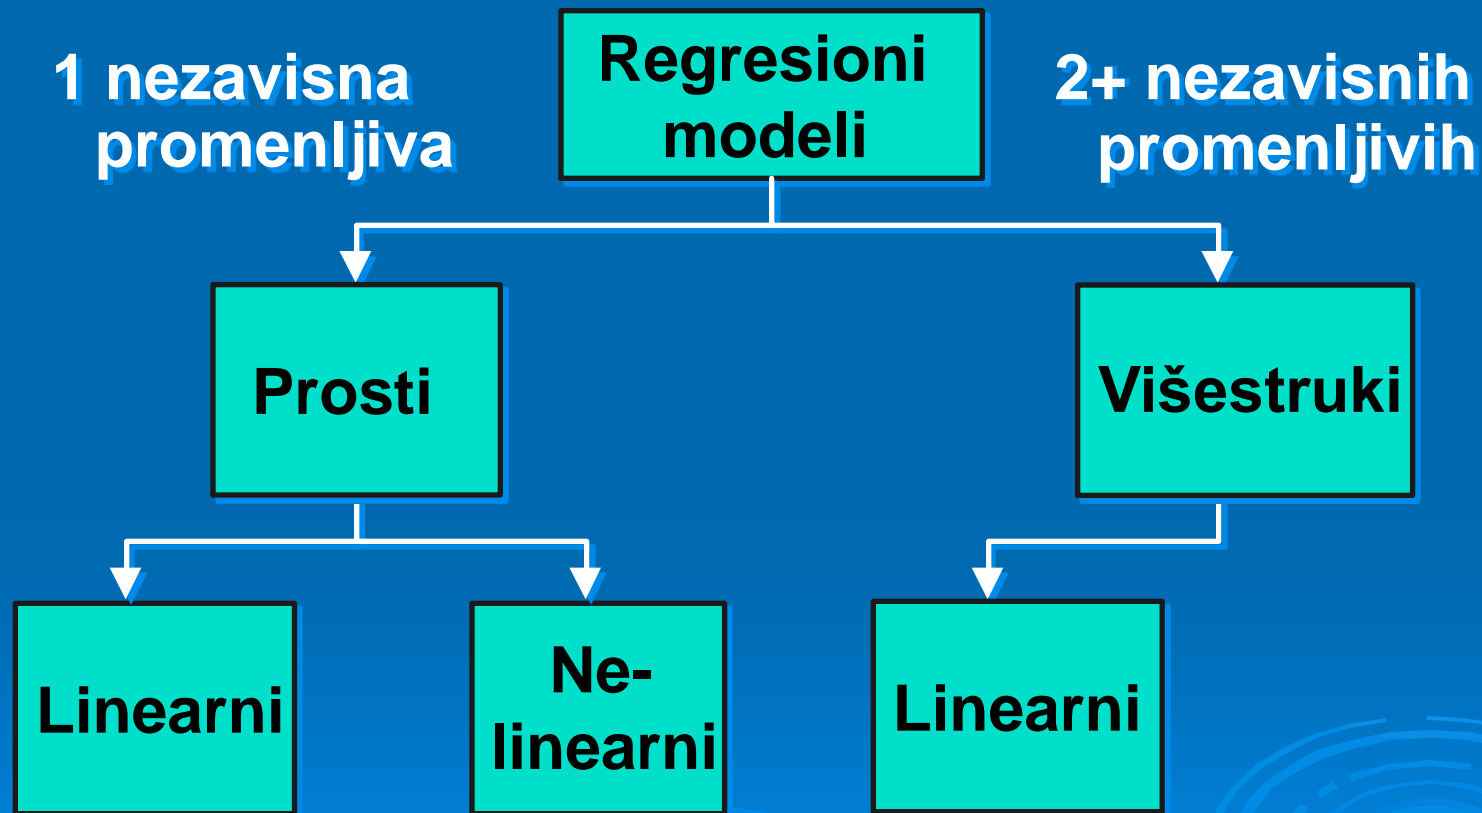 1 nezavisna
promenljiva
Regresioni
modeli
2+ nezavisnih
promenljivih
Prosti
Višestruki
Linearni
Ne-
linearni
Linearni